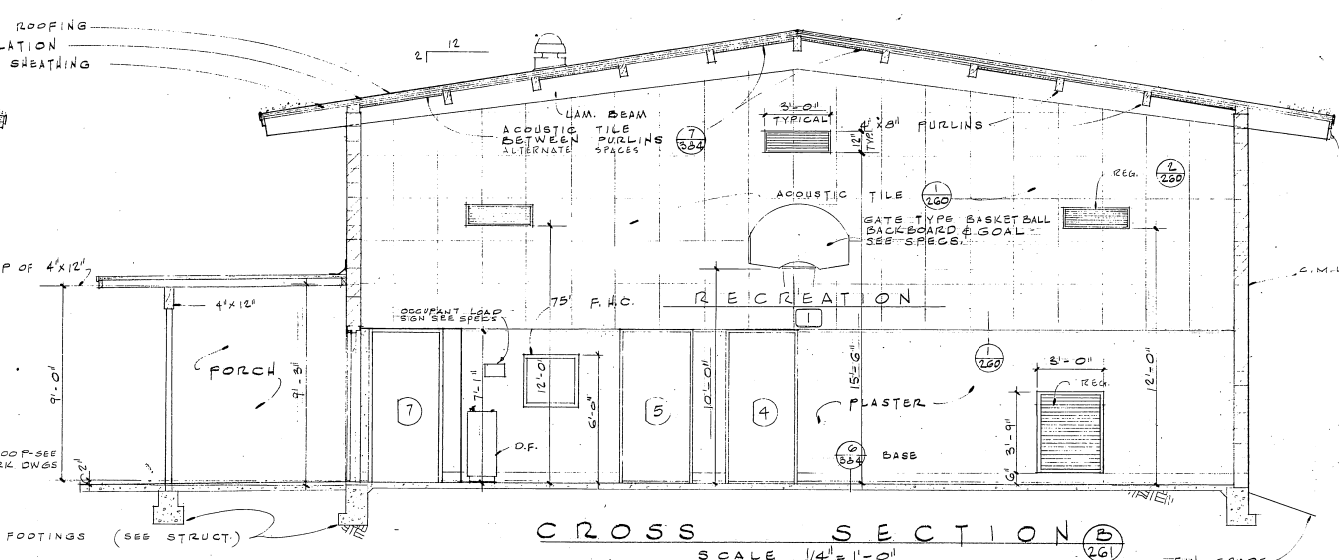 ROOFING
SHEATHING
12
2
LAM. BEAM
ACOUSTIC TILE
BETWEEN PURLINS
ALTERNATE SPACES
7
384
3'-0"
TYPICAL
12"
4" x 8"
TYP.
PURLINS
REG.
2
260
ACOUSTIC TILE
1
260
GATE TYPE BASKETBALL
BACKBOARD & GOAL
SEE SPECS.
P OF 4"x12"
4"x12"
75' F.H.C.
RECREATION
1
OCCUPANT LOAD
SIGN SEE SPECS
PORCH
9'-0"
9'-3"
7
7'-1"
12'-0"
6'-0"
5
10'-0"
4
15'-6"
PLASTER
1
260
3'-0"
REG.
3'-9"
6"
12'-0"
D.F.
6
384
BASE
P-SEE
DWGS
2"
FOOTINGS (SEE STRUCT.)
CROSS SECTION
B
261
SCALE 1/4" = 1'-0"